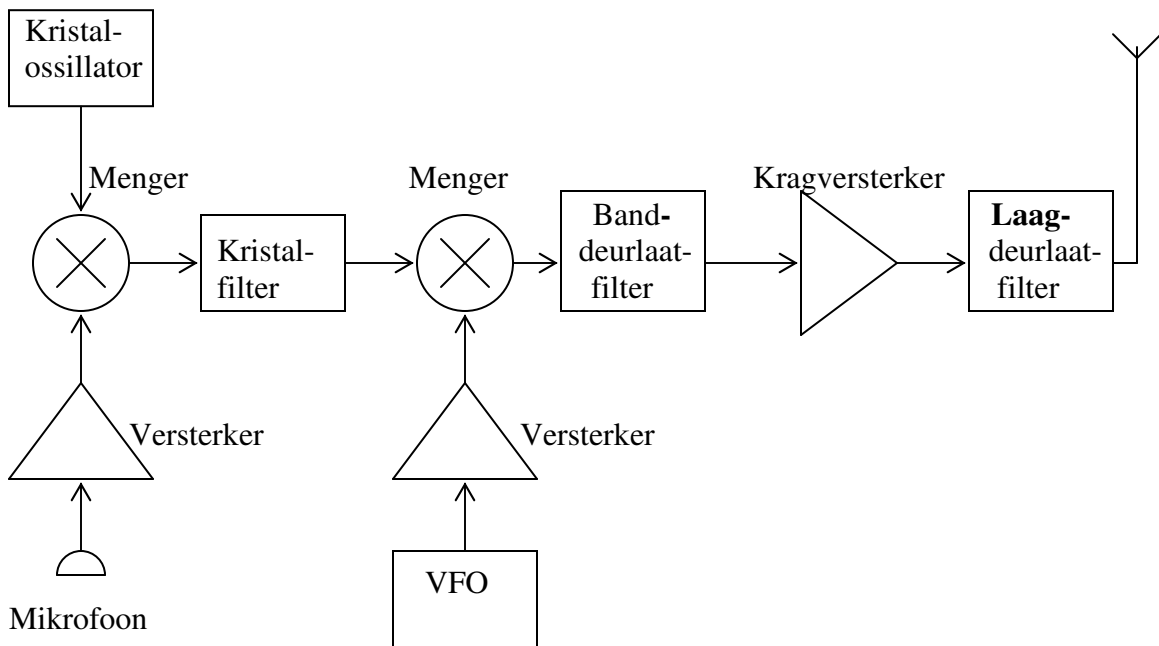 Kristal-
ossillator
Menger
Menger
Kragversterker
Kristal-
filter
Band-
deurlaat-
filter
Laag-
deurlaat-
filter
Versterker
Versterker
VFO
Mikrofoon